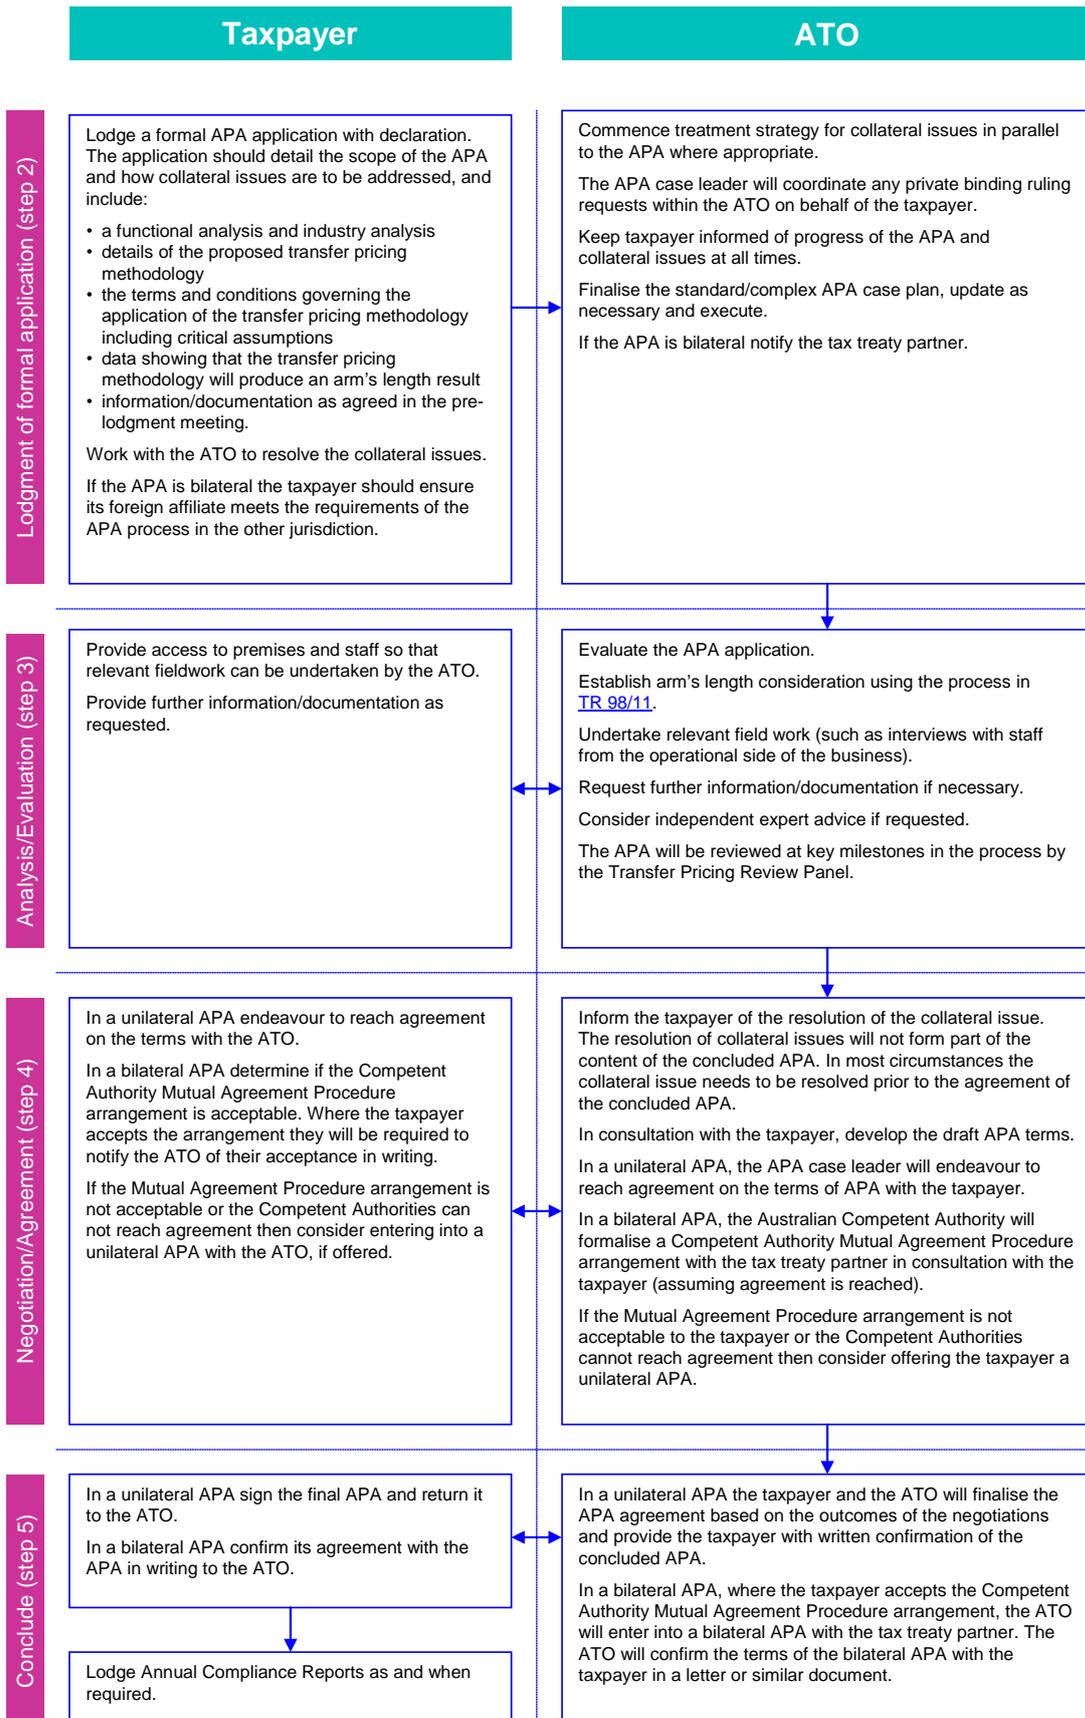 Taxpayer
ATO
Lodgment of formal application (step 2)
Lodge a formal APA application with declaration.
The application should detail the scope of the APA
and how collateral issues are to be addressed, and
include:
• a functional analysis and industry analysis
• details of the proposed transfer pricing
methodology
• the terms and conditions governing the
application of the transfer pricing methodology
including critical assumptions
• data showing that the transfer pricing
methodology will produce an arm's length result
• information/documentation as agreed in the pre-
lodgment meeting.
Work with the ATO to resolve the collateral issues.
If the APA is bilateral the taxpayer should ensure
its foreign affiliate meets the requirements of the
APA process in the other jurisdiction.
Commence treatment strategy for collateral issues in parallel
to the APA where appropriate.
The APA case leader will coordinate any private binding ruling
requests within the ATO on behalf of the taxpayer.
Keep taxpayer informed of progress of the APA and
collateral issues at all times.
Finalise the standard/complex APA case plan, update as
necessary and execute.
If the APA is bilateral notify the tax treaty partner.
Analysis/Evaluation (step 3)
Provide access to premises and staff so that
relevant fieldwork can be undertaken by the ATO.
Provide further information/documentation as
requested.
Evaluate the APA application.
Establish arm's length consideration using the process in
TR 98/11.
Undertake relevant field work (such as interviews with staff
from the operational side of the business).
Request further information/documentation if necessary.
Consider independent expert advice if requested.
The APA will be reviewed at key milestones in the process by
the Transfer Pricing Review Panel.
Negotiation/Agreement (step 4)
In a unilateral APA endeavour to reach agreement
on the terms with the ATO.
In a bilateral APA determine if the Competent
Authority Mutual Agreement Procedure
arrangement is acceptable. Where the taxpayer
accepts the arrangement they will be required to
notify the ATO of their acceptance in writing.
If the Mutual Agreement Procedure arrangement is
not acceptable or the Competent Authorities can
not reach agreement then consider entering into a
unilateral APA with the ATO, if offered.
Inform the taxpayer of the resolution of the collateral issue.
The resolution of collateral issues will not form part of the
content of the concluded APA. In most circumstances the
collateral issue needs to be resolved prior to the agreement of
the concluded APA.
In consultation with the taxpayer, develop the draft APA terms.
In a unilateral APA, the APA case leader will endeavour to
reach agreement on the terms of APA with the taxpayer.
In a bilateral APA, the Australian Competent Authority will
formalise a Competent Authority Mutual Agreement Procedure
arrangement with the tax treaty partner in consultation with the
taxpayer (assuming agreement is reached).
If the Mutual Agreement Procedure arrangement is not
acceptable to the taxpayer or the Competent Authorities
cannot reach agreement then consider offering the taxpayer a
unilateral APA.
Conclude (step 5)
In a unilateral APA sign the final APA and return it
to the ATO.
In a bilateral APA confirm its agreement with the
APA in writing to the ATO.
Lodge Annual Compliance Reports as and when
required.
In a unilateral APA the taxpayer and the ATO will finalise the
APA agreement based on the outcomes of the negotiations
and provide the taxpayer with written confirmation of the
concluded APA.
In a bilateral APA, where the taxpayer accepts the Competent
Authority Mutual Agreement Procedure arrangement, the ATO
will enter into a bilateral APA with the tax treaty partner. The
ATO will confirm the terms of the bilateral APA with the
taxpayer in a letter or similar document.